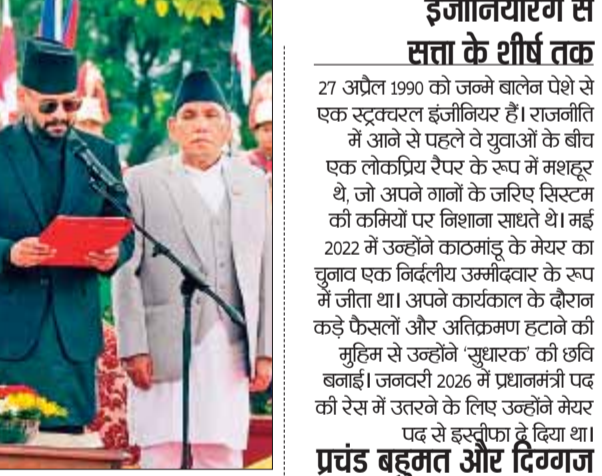 इंजीनियरिंग से
सत्ता के शीर्ष तक
27 अप्रैल 1990 को जन्मे बालेन पेशे से
एक स्ट्रक्चरल इंजीनियर हैं। राजनीति
में आने से पहले वे युवाओं के बीच
एक लोकप्रिय रैपर के रूप में मशहूर
थे, जो अपने गानों के जरिए सिस्टम
की कमियों पर निशाना साधते थे। मई
2022 में उन्होंने काठमांडू के मेयर का
चुनाव एक निर्दलीय उम्मीदवार के रूप
में जीता था। अपने कार्यकाल के दौरान
कड़े फैसलों और अतिक्रमण हटाने की
मुहिम से उन्होंने ‘सुधारक’ की छवि
बनाई। जनवरी 2026 में प्रधानमंत्री पद
की रेस में उतरने के लिए उन्होंने मेयर
पद से इस्तीफा दे दिया था।
प्रचंड बहुमत और दिग्गज